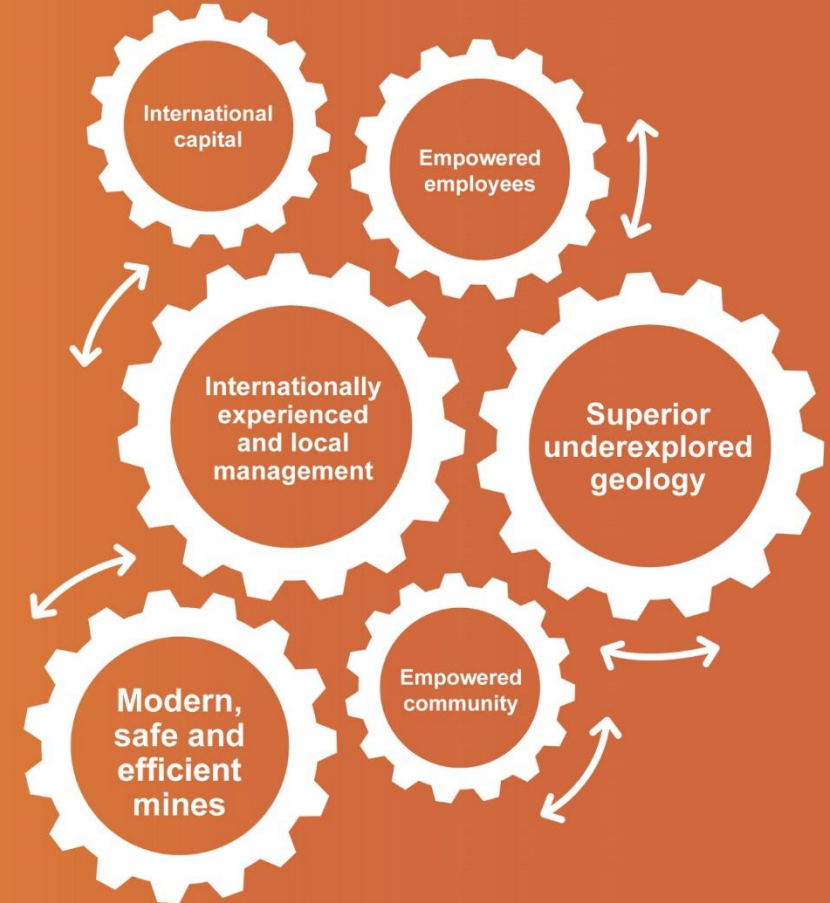 International
capital
Empowered
employees
Internationally
experienced
and local
management
Superior
underexplored
geology
Empowered
community
Modern,
safe and
efficient
mines